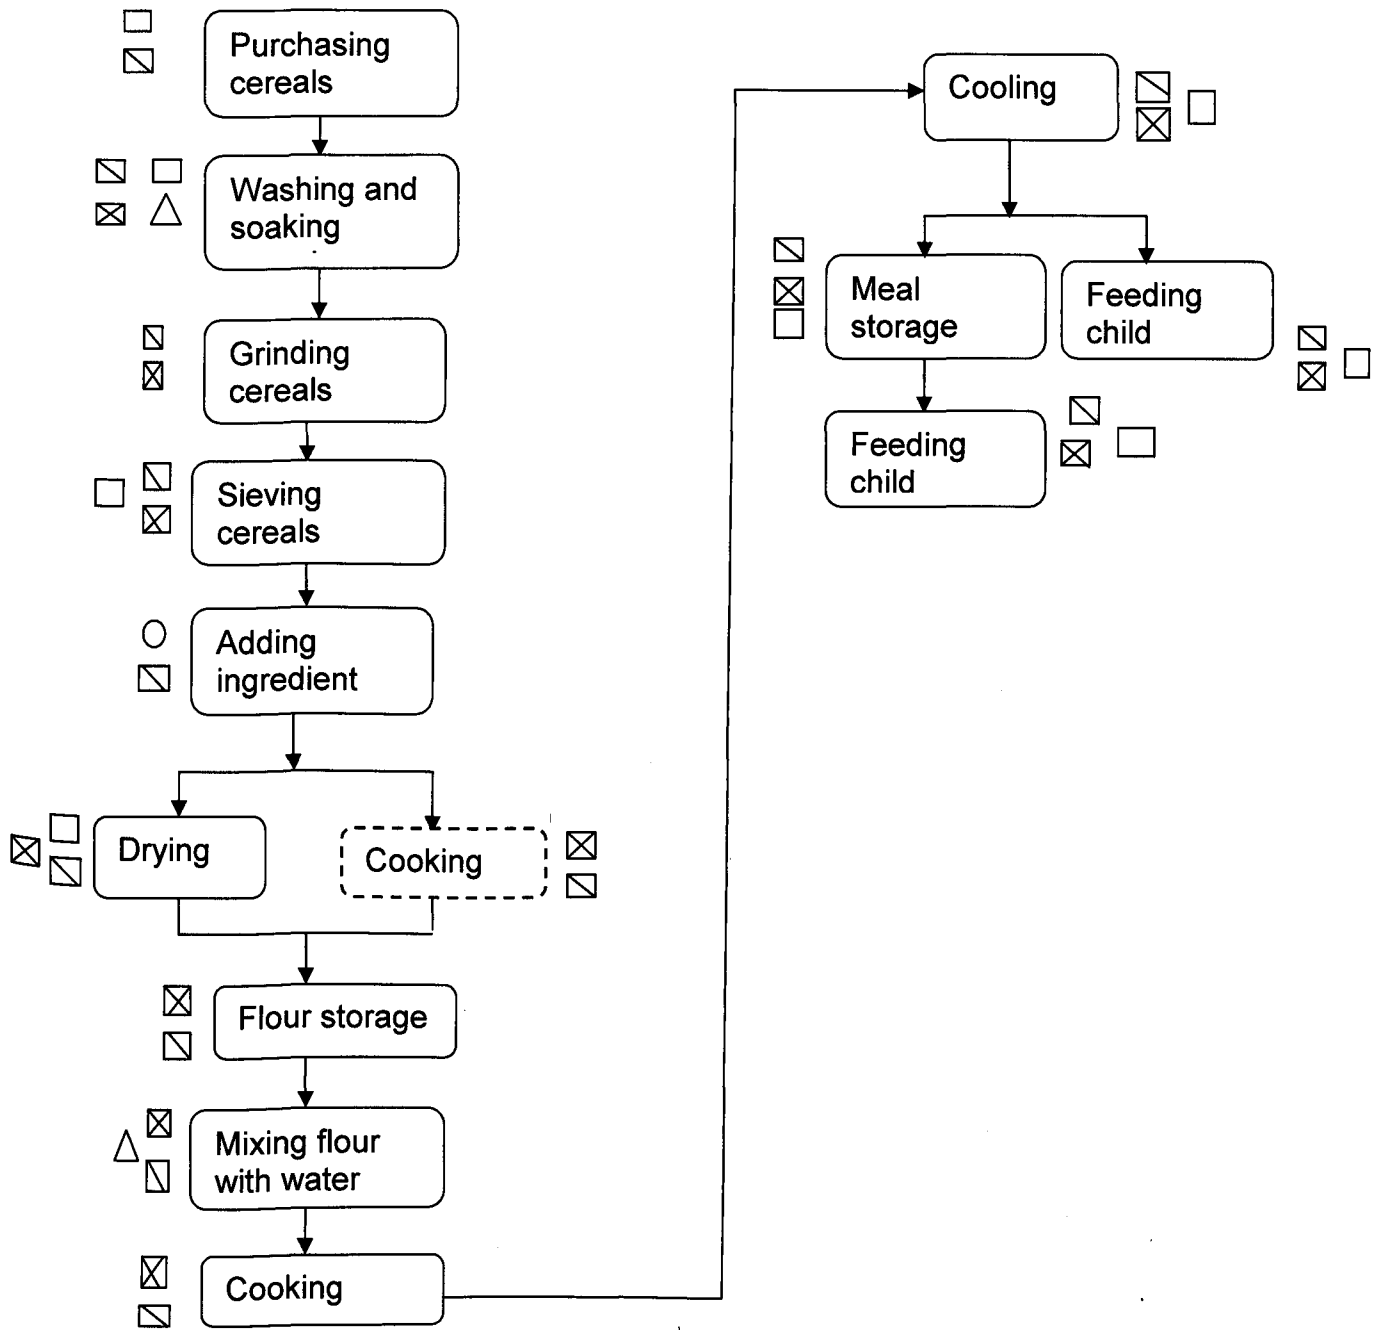 Purchasing
cereals
Washing and
soaking
Grinding
cereals
Sieving
cereals
Adding
ingredient
Drying
Cooking
Flour storage
Mixing flour
with water
Cooking
Cooling
Meal
storage
Feeding
child
Feeding
child